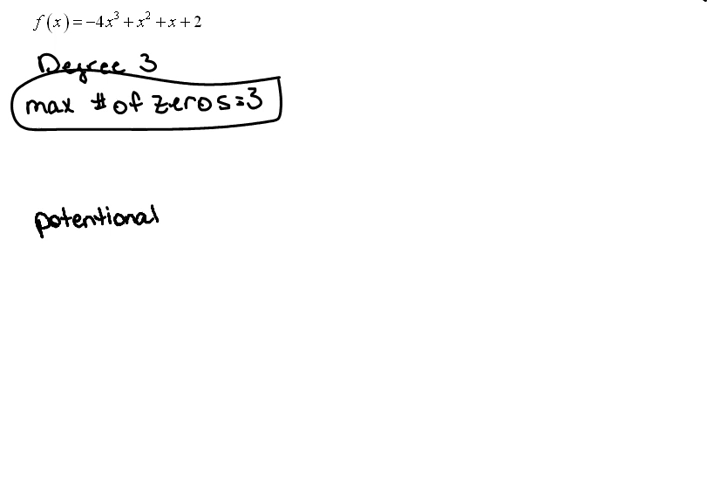 f(x)=-4x³+x²+x+2
Degree 3
max # of zeros=3
potentional